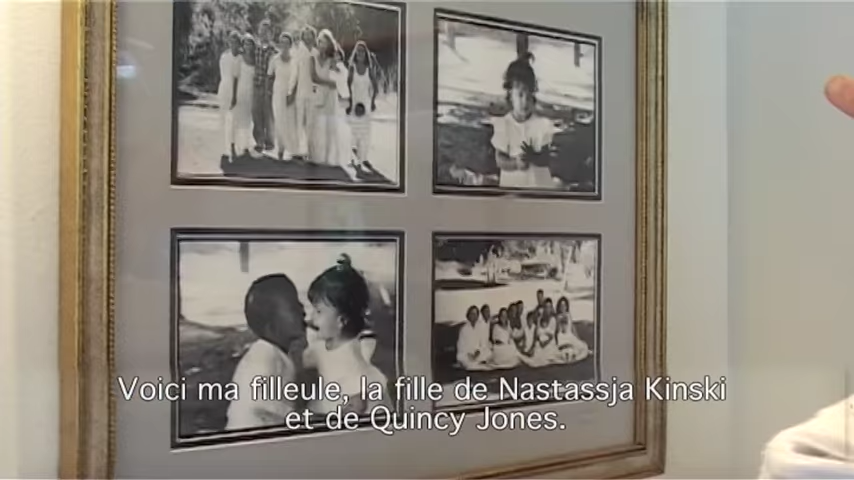 Voici ma filleule, la fille de Nastassja Kinski
et de Quincy Jones.